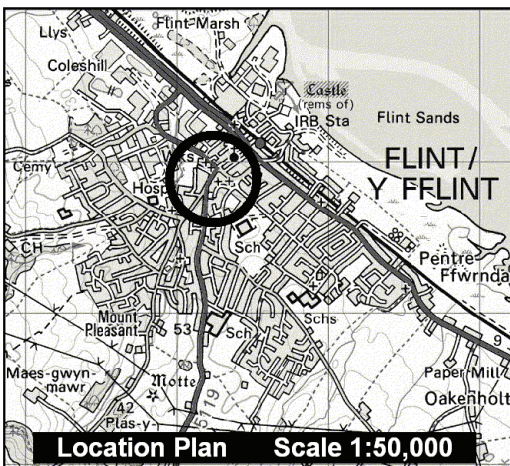 Flint-Marsh
Llys
Coleshill
Castle
(rems of)
IRB Sta
Flint Sands
FLINT /
Y FFLINT
Wks
Cemy
Hosp
Sch
CH
Pentre
Ffwrnda
Mount
Pleasant
53
Sch
Schs
9
Maes-gwyn-
mawr
Motte
Paper Mill
Oakenholt
42
Plas-y-
Location Plan Scale 1:50,000